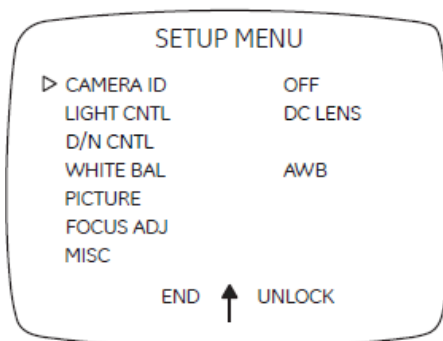 SETUP MENU
CAMERA ID OFF
LIGHT CNTL DC LENS
D/N CNTL
WHITE BAL AWB
PICTURE
FOCUS ADJ
MISC
END UNLOCK